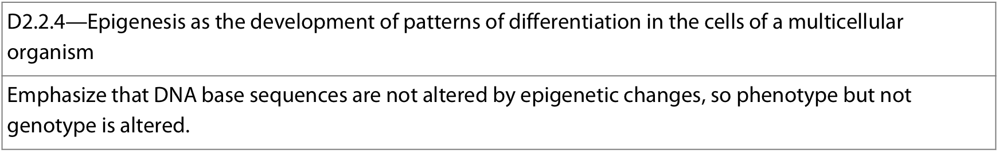 D2.2.4—Epigenesis as the development of patterns of differentiation in the cells of a multicellular
organism
Emphasize that DNA base sequences are not altered by epigenetic changes, so phenotype but not
genotype is altered.